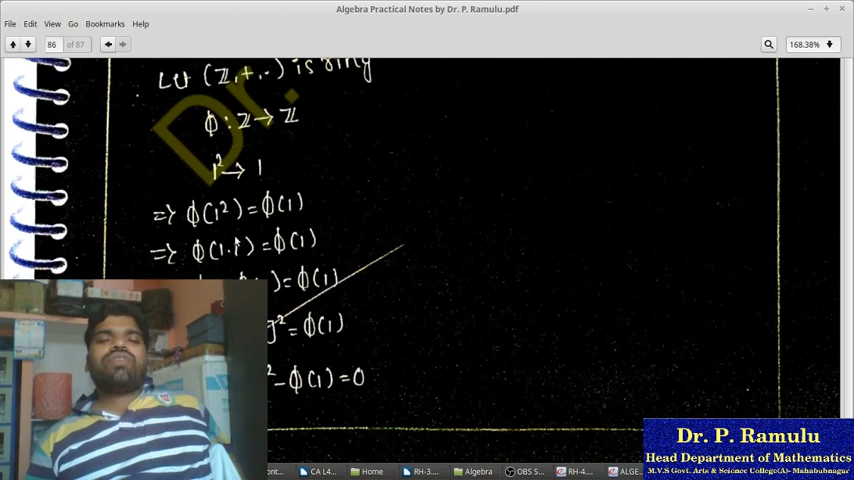 Algebra Practical Notes by Dr. P. Ramulu.pdf
File Edit View Go Bookmarks Help
86 of 87 168.38%
Let (ℤ,+,·) is ring
Dr.
ϕ : ℤ → ℤ
1² → 1
=> ϕ(1²) = ϕ(1)
=> ϕ(1.1) = ϕ(1)
) = ϕ(1)
]² = ϕ(1)
² - ϕ(1) = 0
Dr. P. Ramulu
Head Department of Mathematics
M.V.S Govt. Arts & Science College(A)- Mahabubnagar
ont... CA L4... Home RH-3.... Algebra OBS S... RH-4.... ALGE...